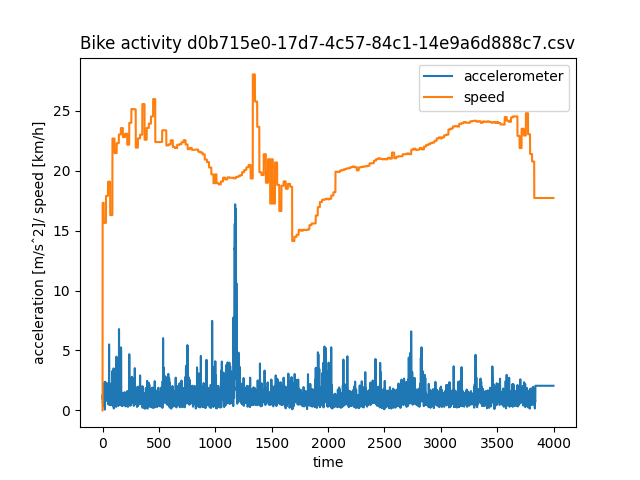 Bike activity d0b715e0-17d7-4c57-84c1-14e9a6d888c7.csv
accelerometer
speed
25
20
15
10
5
0
acceleration [m/s^2]/ speed [km/h]
0 500 1000 1500 2000 2500 3000 3500 4000
time